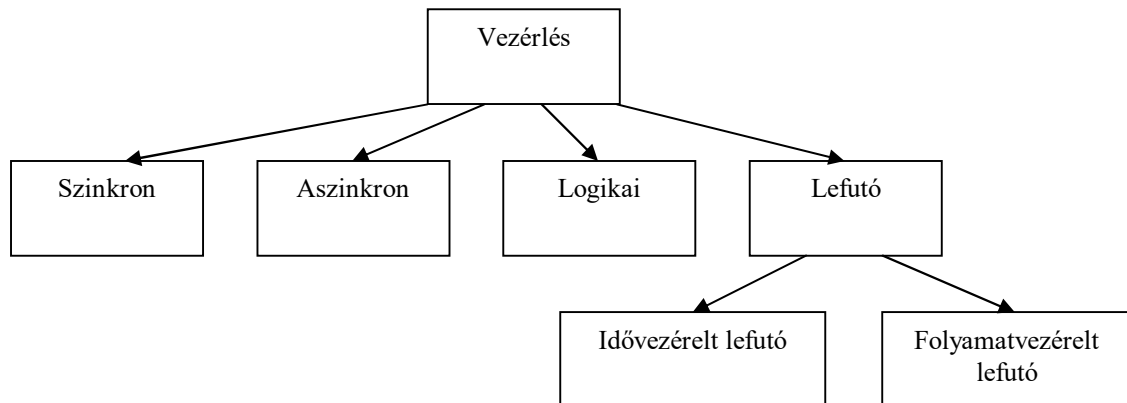 Vezérlés
Szinkron
Aszinkron
Logikai
Lefutó
Idővezérelt lefutó
Folyamatvezérelt
lefutó